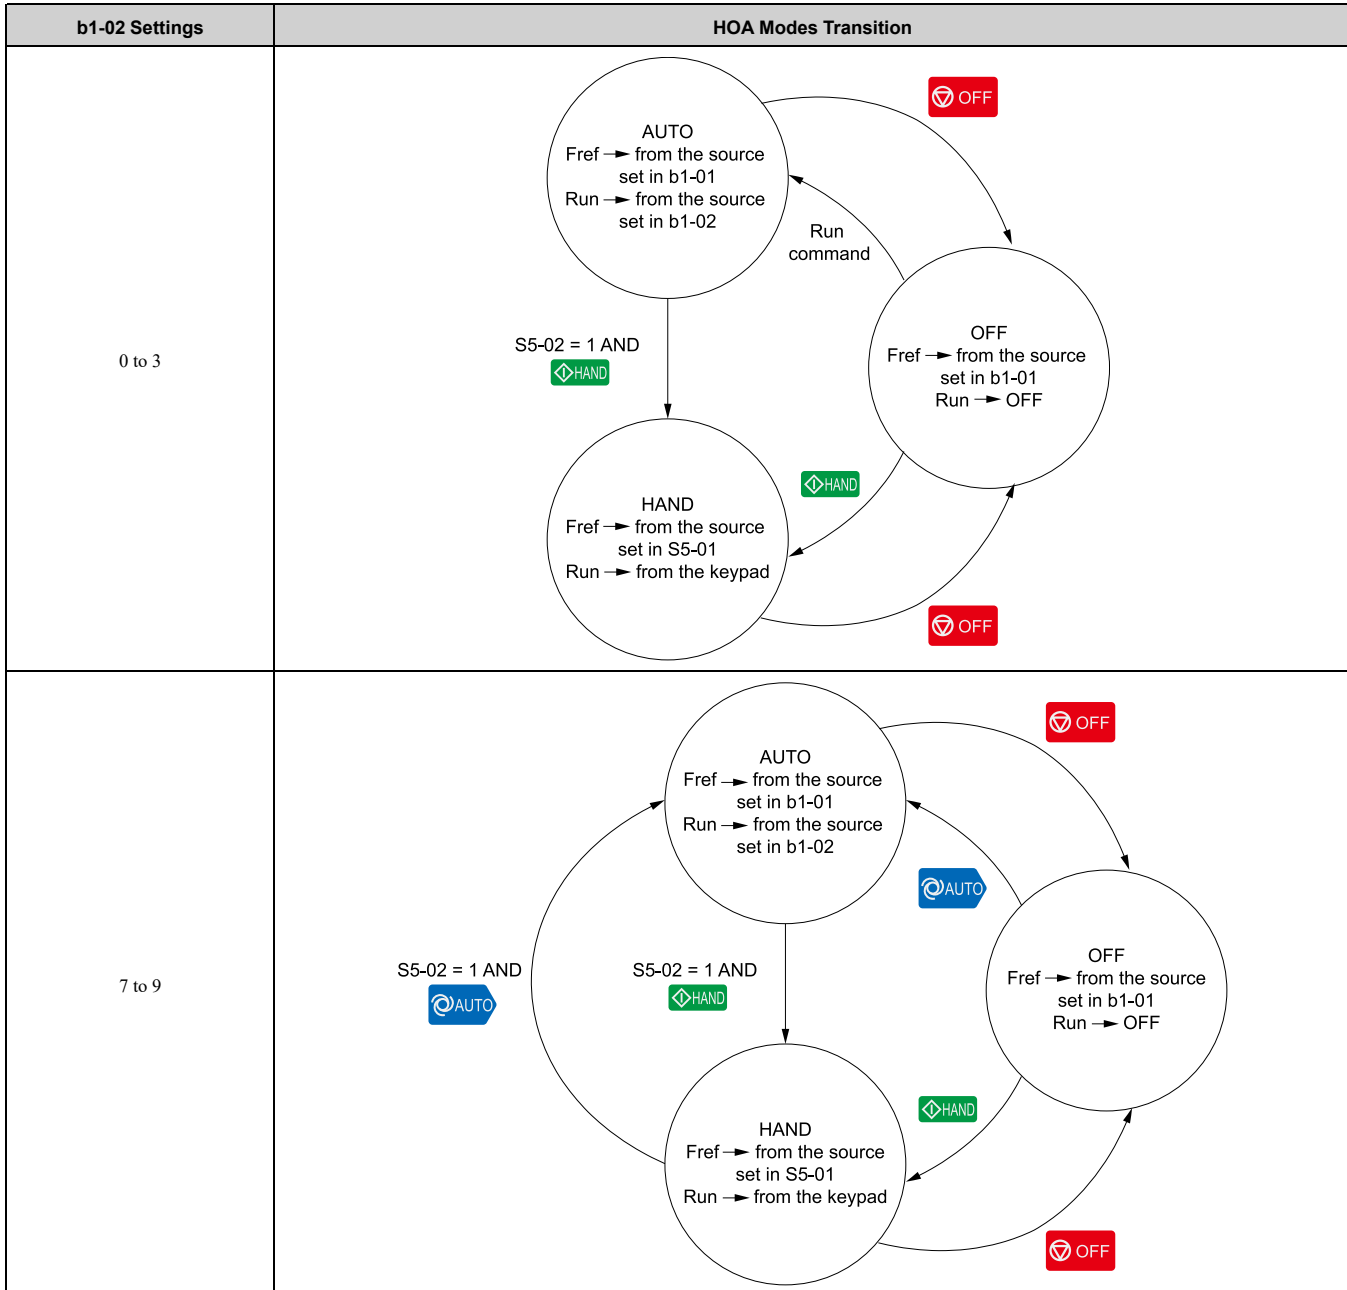 b1-02 Settings
HOA Modes Transition
0 to 3
OFF
AUTO
Fref → from the source
set in b1-01
Run → from the source
set in b1-02
Run
command
OFF
Fref → from the source
set in b1-01
Run → OFF
S5-02 = 1 AND
HAND
HAND
HAND
Fref → from the source
set in S5-01
Run → from the keypad
OFF
7 to 9
OFF
AUTO
Fref → from the source
set in b1-01
Run → from the source
set in b1-02
AUTO
OFF
Fref → from the source
set in b1-01
Run → OFF
S5-02 = 1 AND
AUTO
S5-02 = 1 AND
HAND
HAND
HAND
Fref → from the source
set in S5-01
Run → from the keypad
OFF